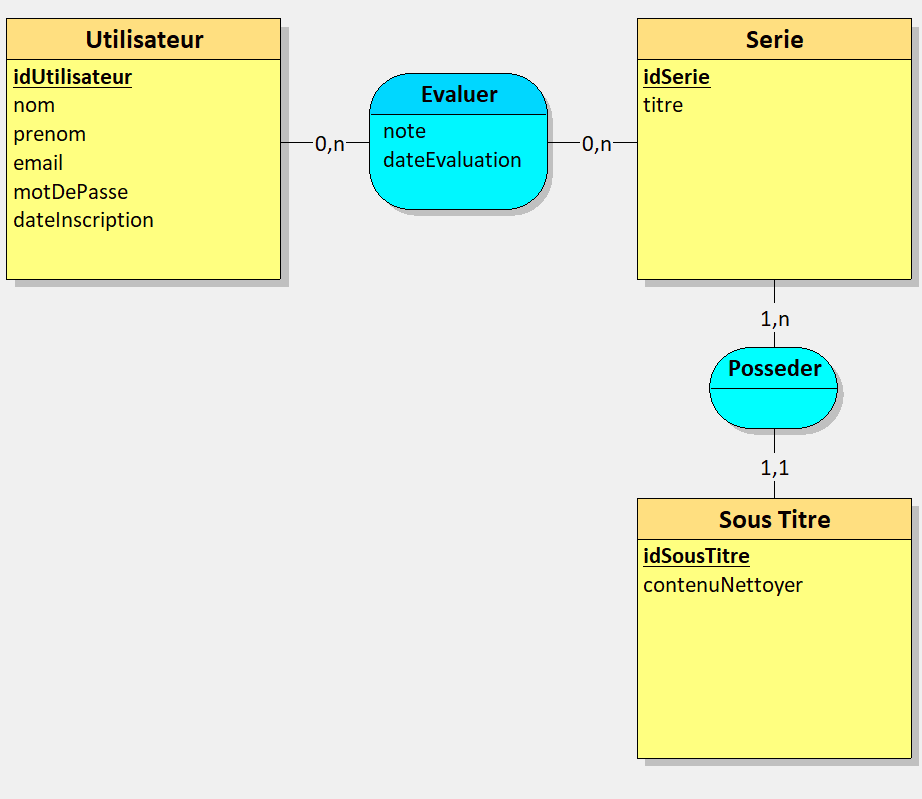 Utilisateur
idUtilisateur
nom
prenom
email
motDePasse
dateInscription
0,n
Evaluer
note
dateEvaluation
0,n
Serie
idSerie
titre
1,n
Posseder
1,1
Sous Titre
idSousTitre
contenuNettoyer